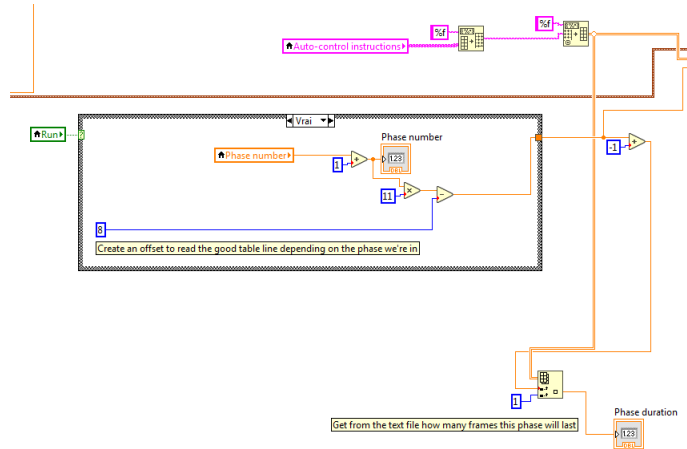 %f
%f
Auto-control instructions
Vrai
Run
Phase number
Phase number
1
123
-1
11
8
Create an offset to read the good table line depending on the phase we're in
1
Get from the text file how many frames this phase will last
Phase duration
123